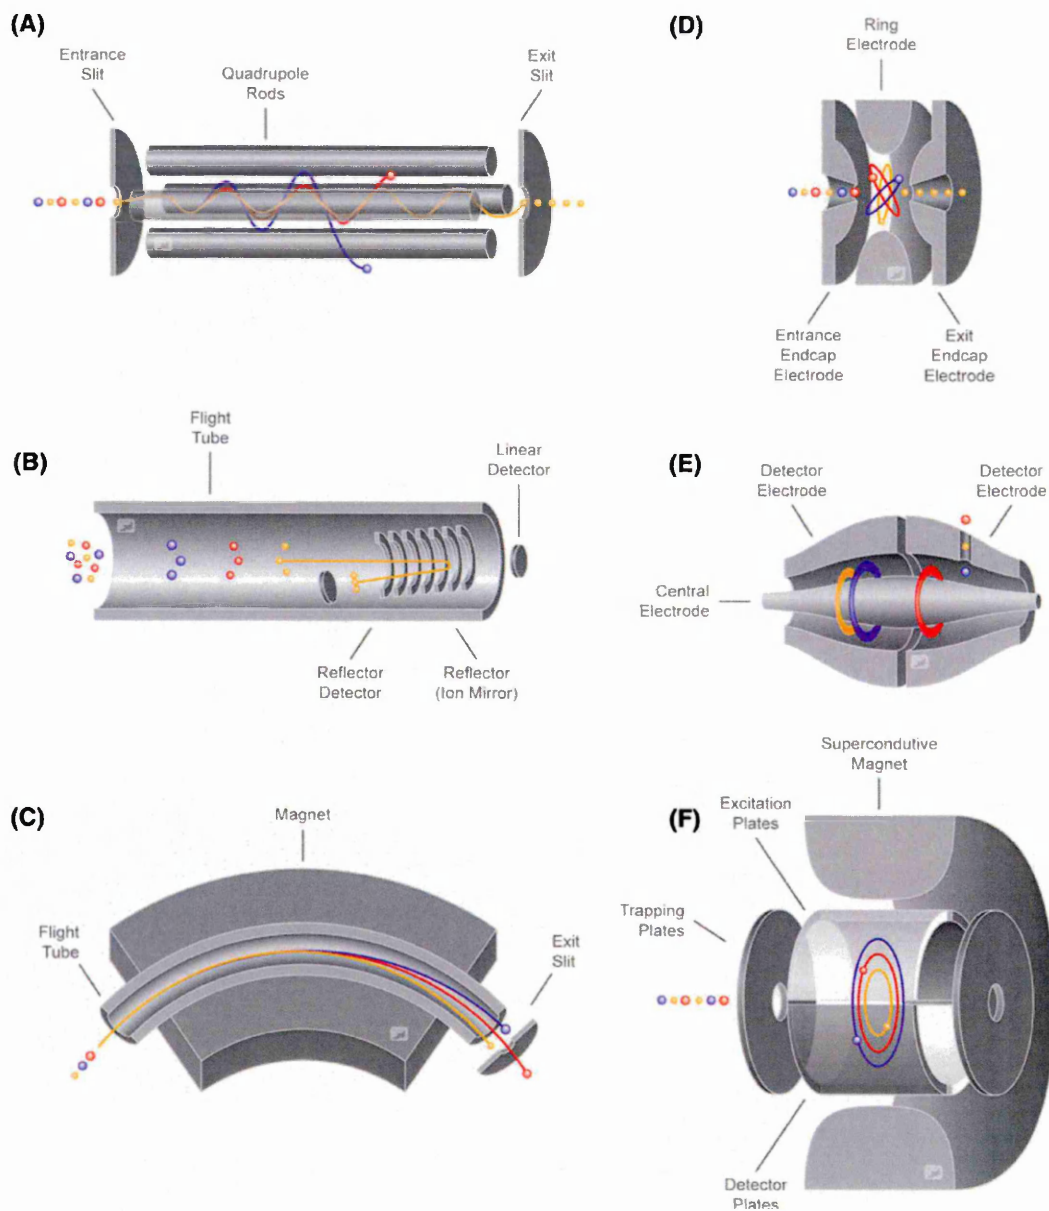 (A)
Entrance
Slit
Quadrupole
Rods
Exit
Slit
(D)
Ring
Electrode
Entrance
Endcap
Electrode
Exit
Endcap
Electrode
(B)
Flight
Tube
Linear
Detector
Reflector
Detector
Reflector
(Ion Mirror)
(E)
Detector
Electrode
Detector
Electrode
Central
Electrode
(C)
Magnet
Flight
Tube
Exit
Slit
(F)
Supercondutive
Magnet
Excitation
Plates
Trapping
Plates
Detector
Plates